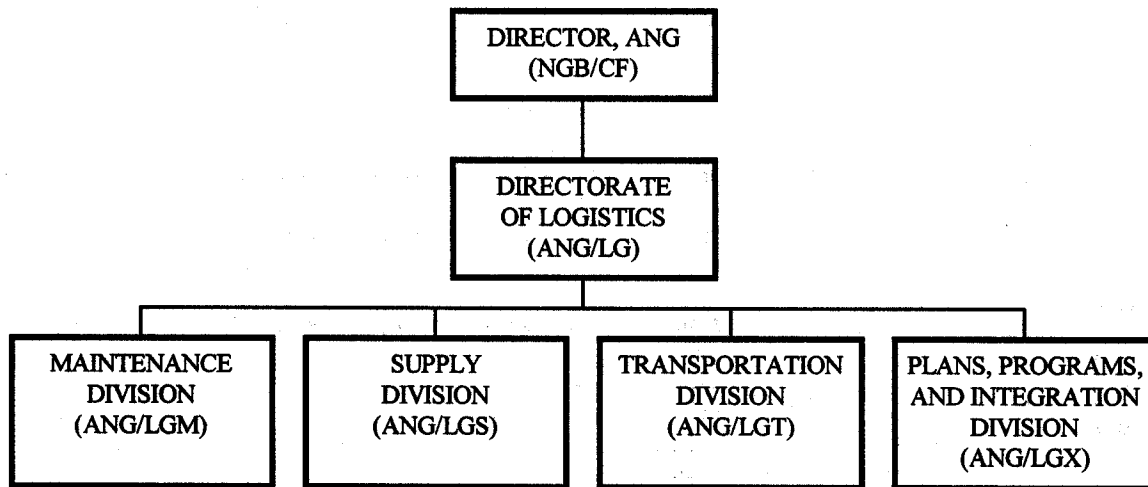 DIRECTOR, ANG
(NGB/CF)
DIRECTORATE
OF LOGISTICS
(ANG/LG)
MAINTENANCE
DIVISION
(ANG/LGM)
SUPPLY
DIVISION
(ANG/LGS)
TRANSPORTATION
DIVISION
(ANG/LGT)
PLANS, PROGRAMS,
AND INTEGRATION
DIVISION
(ANG/LGX)